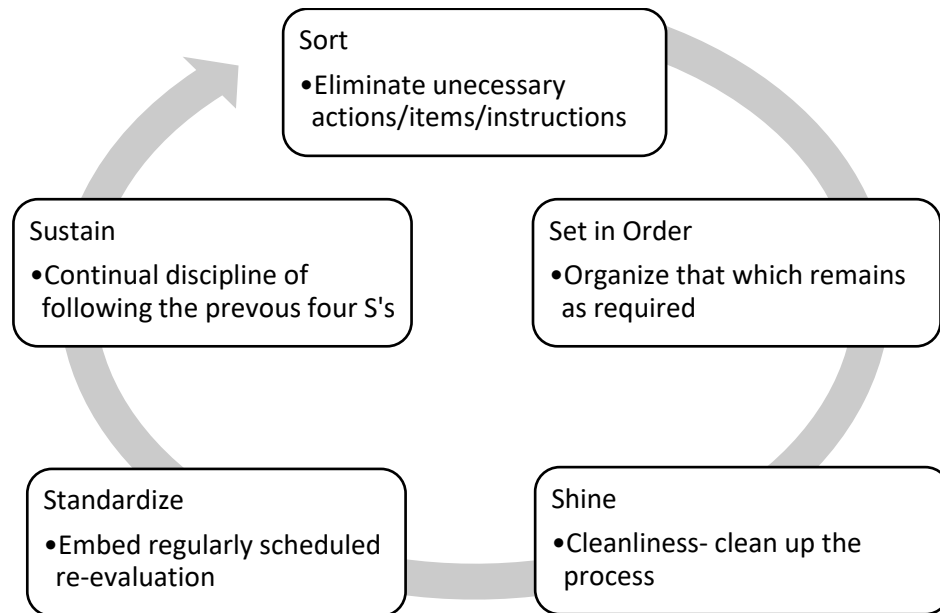 Sort
•Eliminate unecessary
actions/items/instructions
Set in Order
•Organize that which remains
as required
Shine
•Cleanliness- clean up the
process
Standardize
•Embed regularly scheduled
re-evaluation
Sustain
•Continual discipline of
following the prevous four S's